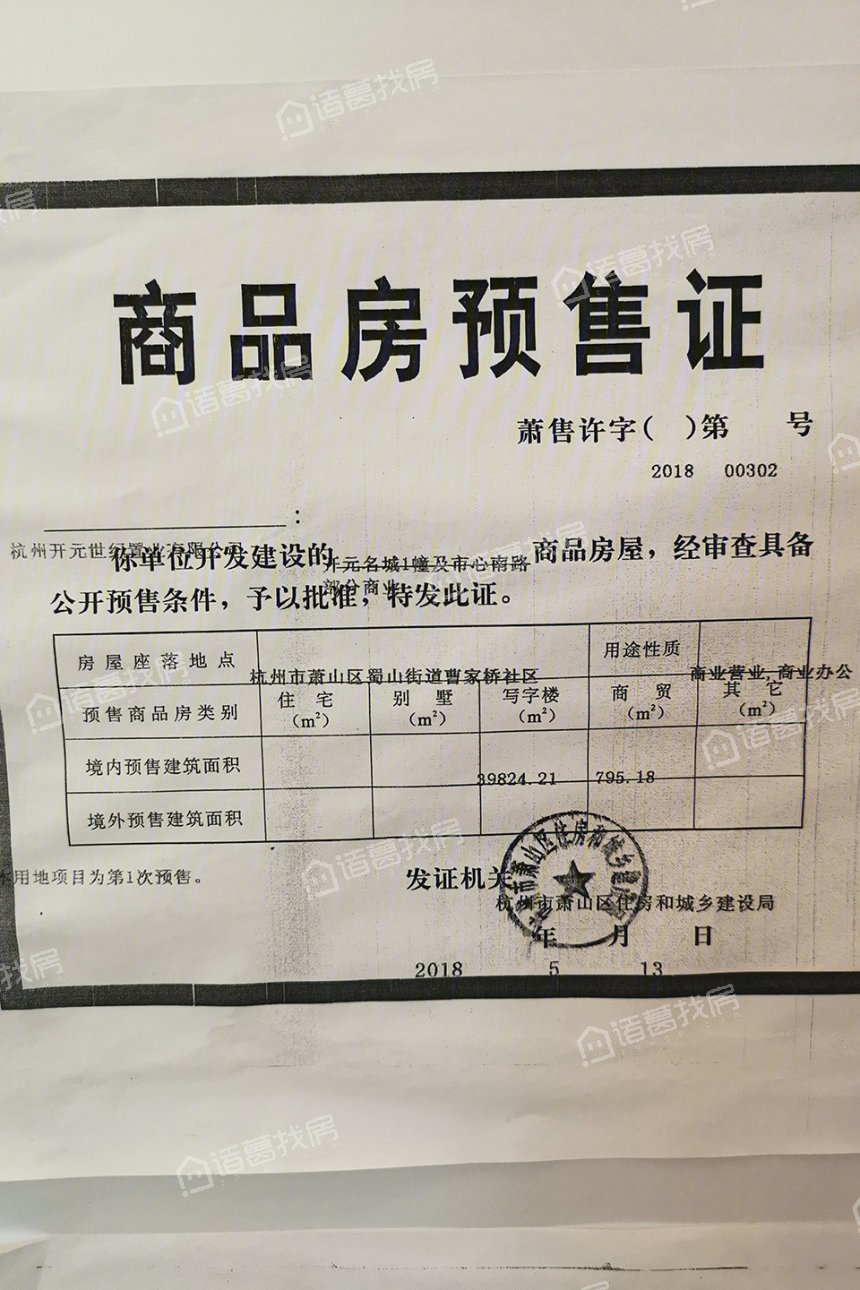 商品房预售证
萧售许字( )第 号
2018 00302
:
杭州开元世纪置业有限公司
你单位开发建设的 开元名城1幢及市心南路部分商业 商品房屋，经审查具备
公开预售条件，予以批准，特发此证。
房屋座落地点 杭州市萧山区蜀山街道曹家桥社区 用途性质 商业营业,商业办公
预售商品房类别 住宅(m²) 别墅(m²) 写字楼(m²) 商贸(m²) 其它(m²)
境内预售建筑面积 39824.21 795.18
境外预售建筑面积
本用地项目为第1次预售。
发证机关
杭州市萧山区住房和城乡建设局
年 月 日
2018 5 13
诸葛找房